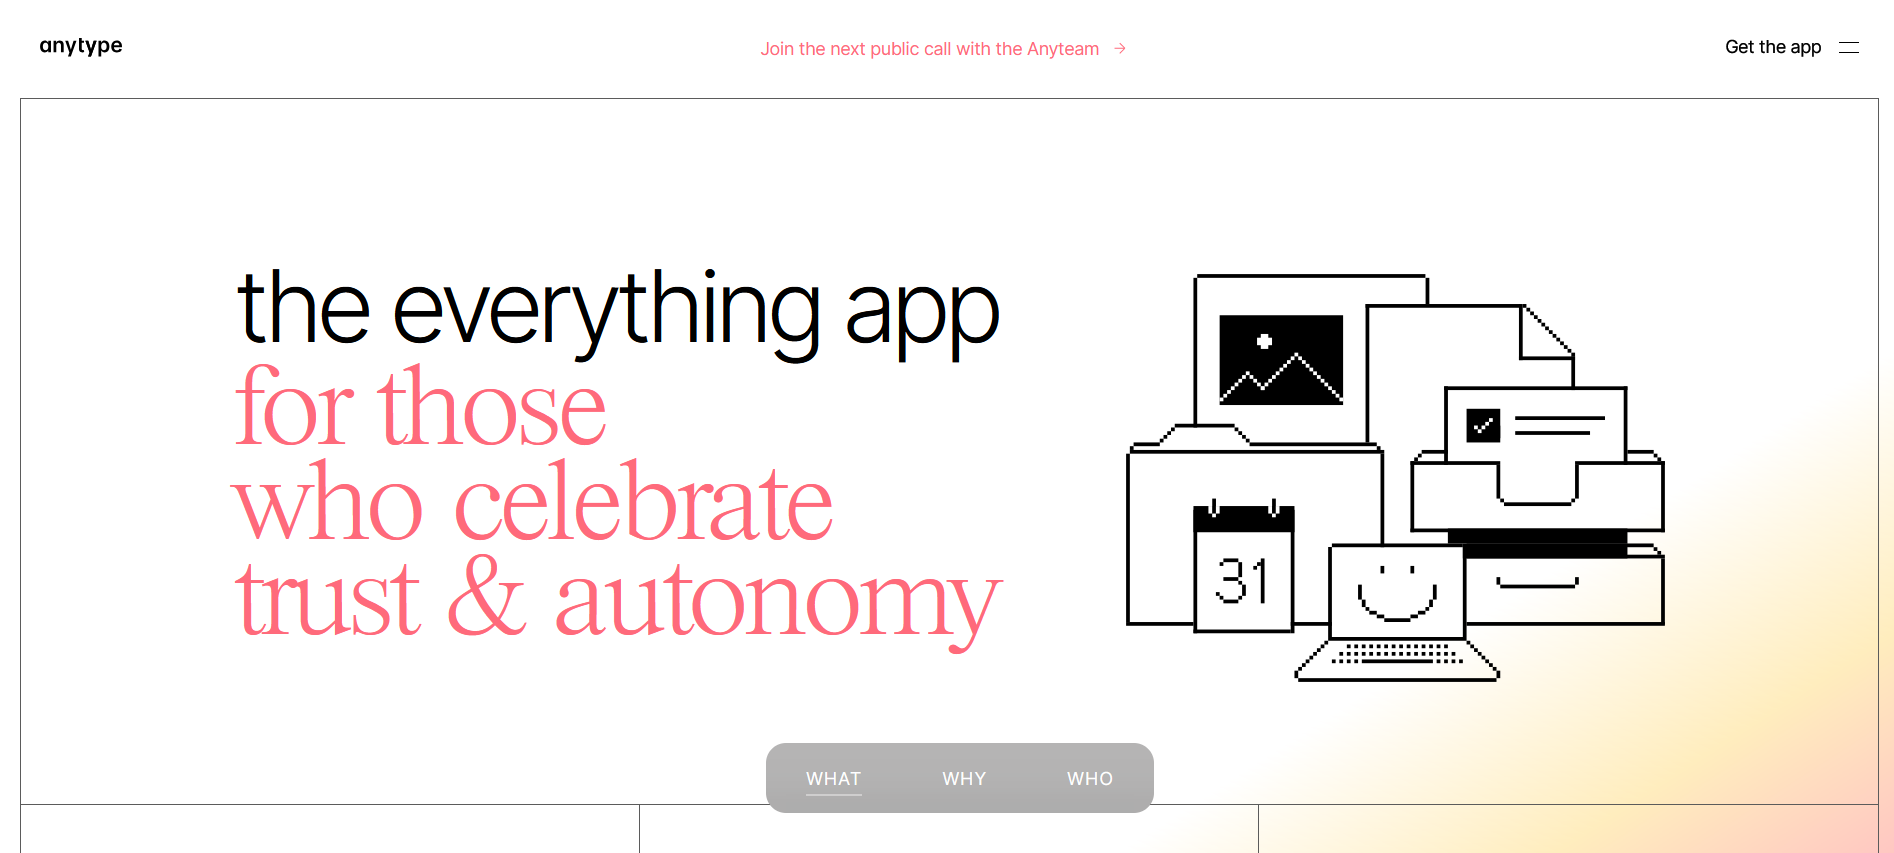 anytype
Join the next public call with the Anyteam →
Get the app
the everything app
for those
who celebrate
trust & autonomy
31
WHAT
WHY
WHO